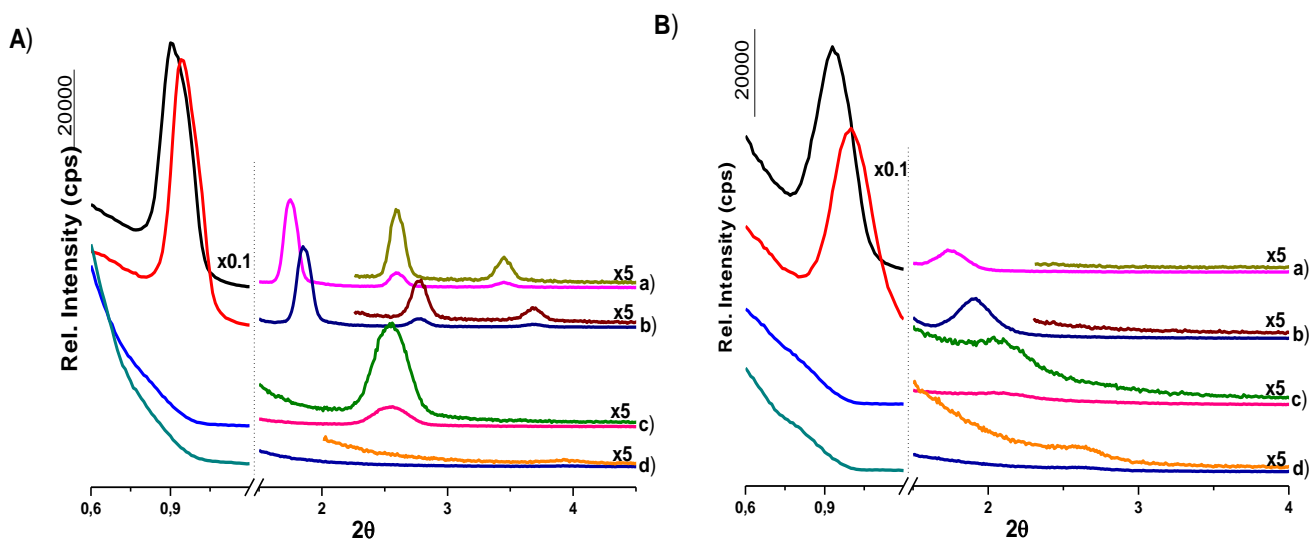 A)
Rel. Intensity (cps)
20000
x0.1
x5
a)
x5
b)
x5
c)
x5
d)
0,6 0,9 2 3 4
2θ
B)
Rel. Intensity (cps)
20000
x0.1
x5
a)
x5
b)
x5
c)
x5
d)
0,6 0,9 2 3 4
2θ